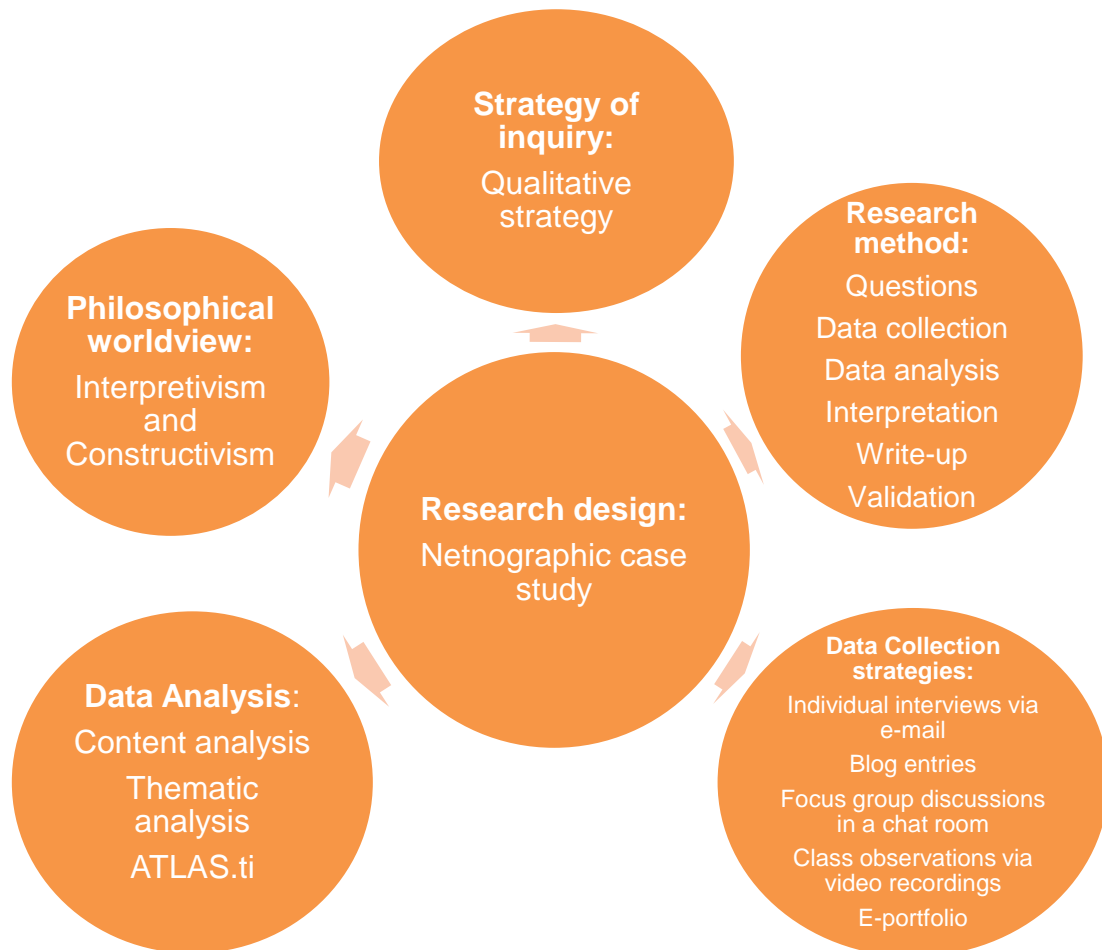 Strategy of
inquiry:
Qualitative
strategy
Research
method:
Questions
Data collection
Data analysis
Interpretation
Write-up
Validation
Philosophical
worldview:
Interpretivism
and
Constructivism
Research design:
Netnographic case
study
Data Analysis:
Content analysis
Thematic
analysis
ATLAS.ti
Data Collection
strategies:
Individual interviews via
e-mail
Blog entries
Focus group discussions
in a chat room
Class observations via
video recordings
E-portfolio